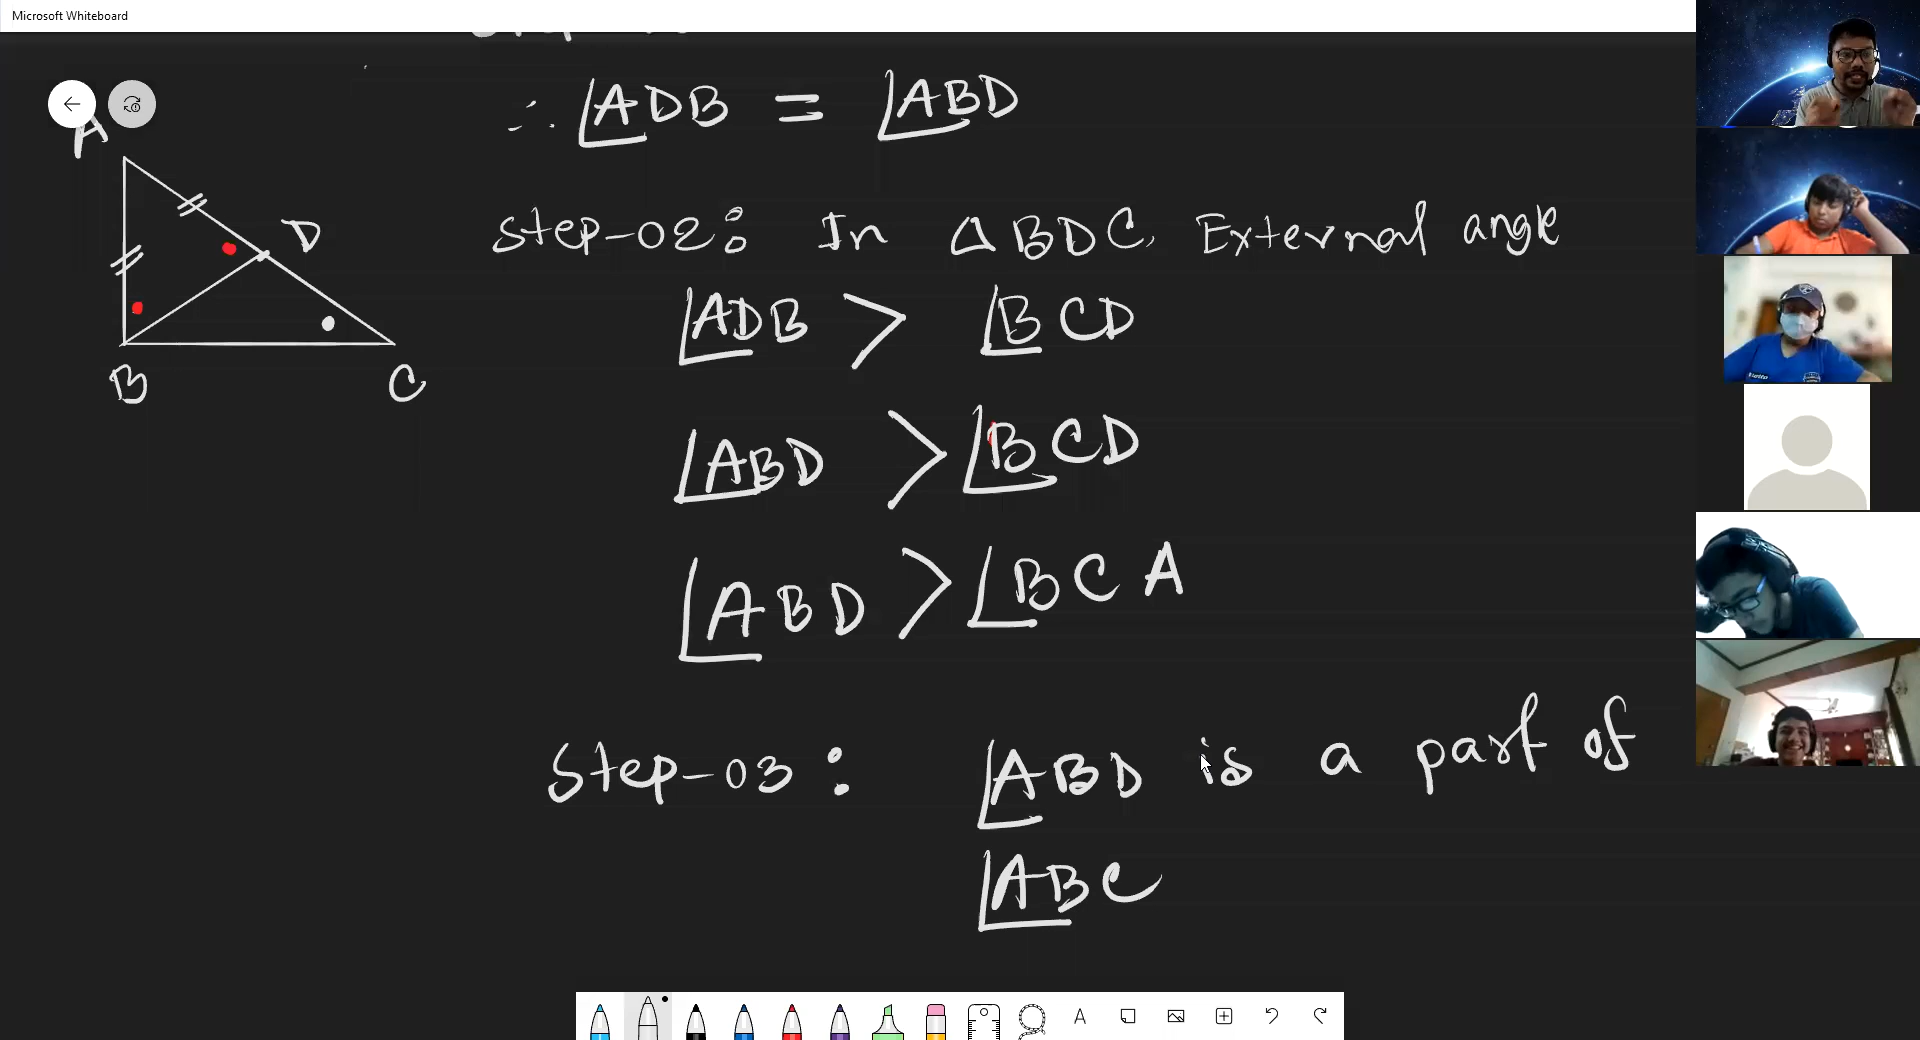 Microsoft Whiteboard
∴ ∠ADB = ∠ABD
A
D
B
C
Step-02: In Δ BDC, External angle
∠ADB > ∠BCD
∠ABD > ∠BCD
∠ABD > ∠BCA
Step-03: ∠ABD is a part of
∠ABC